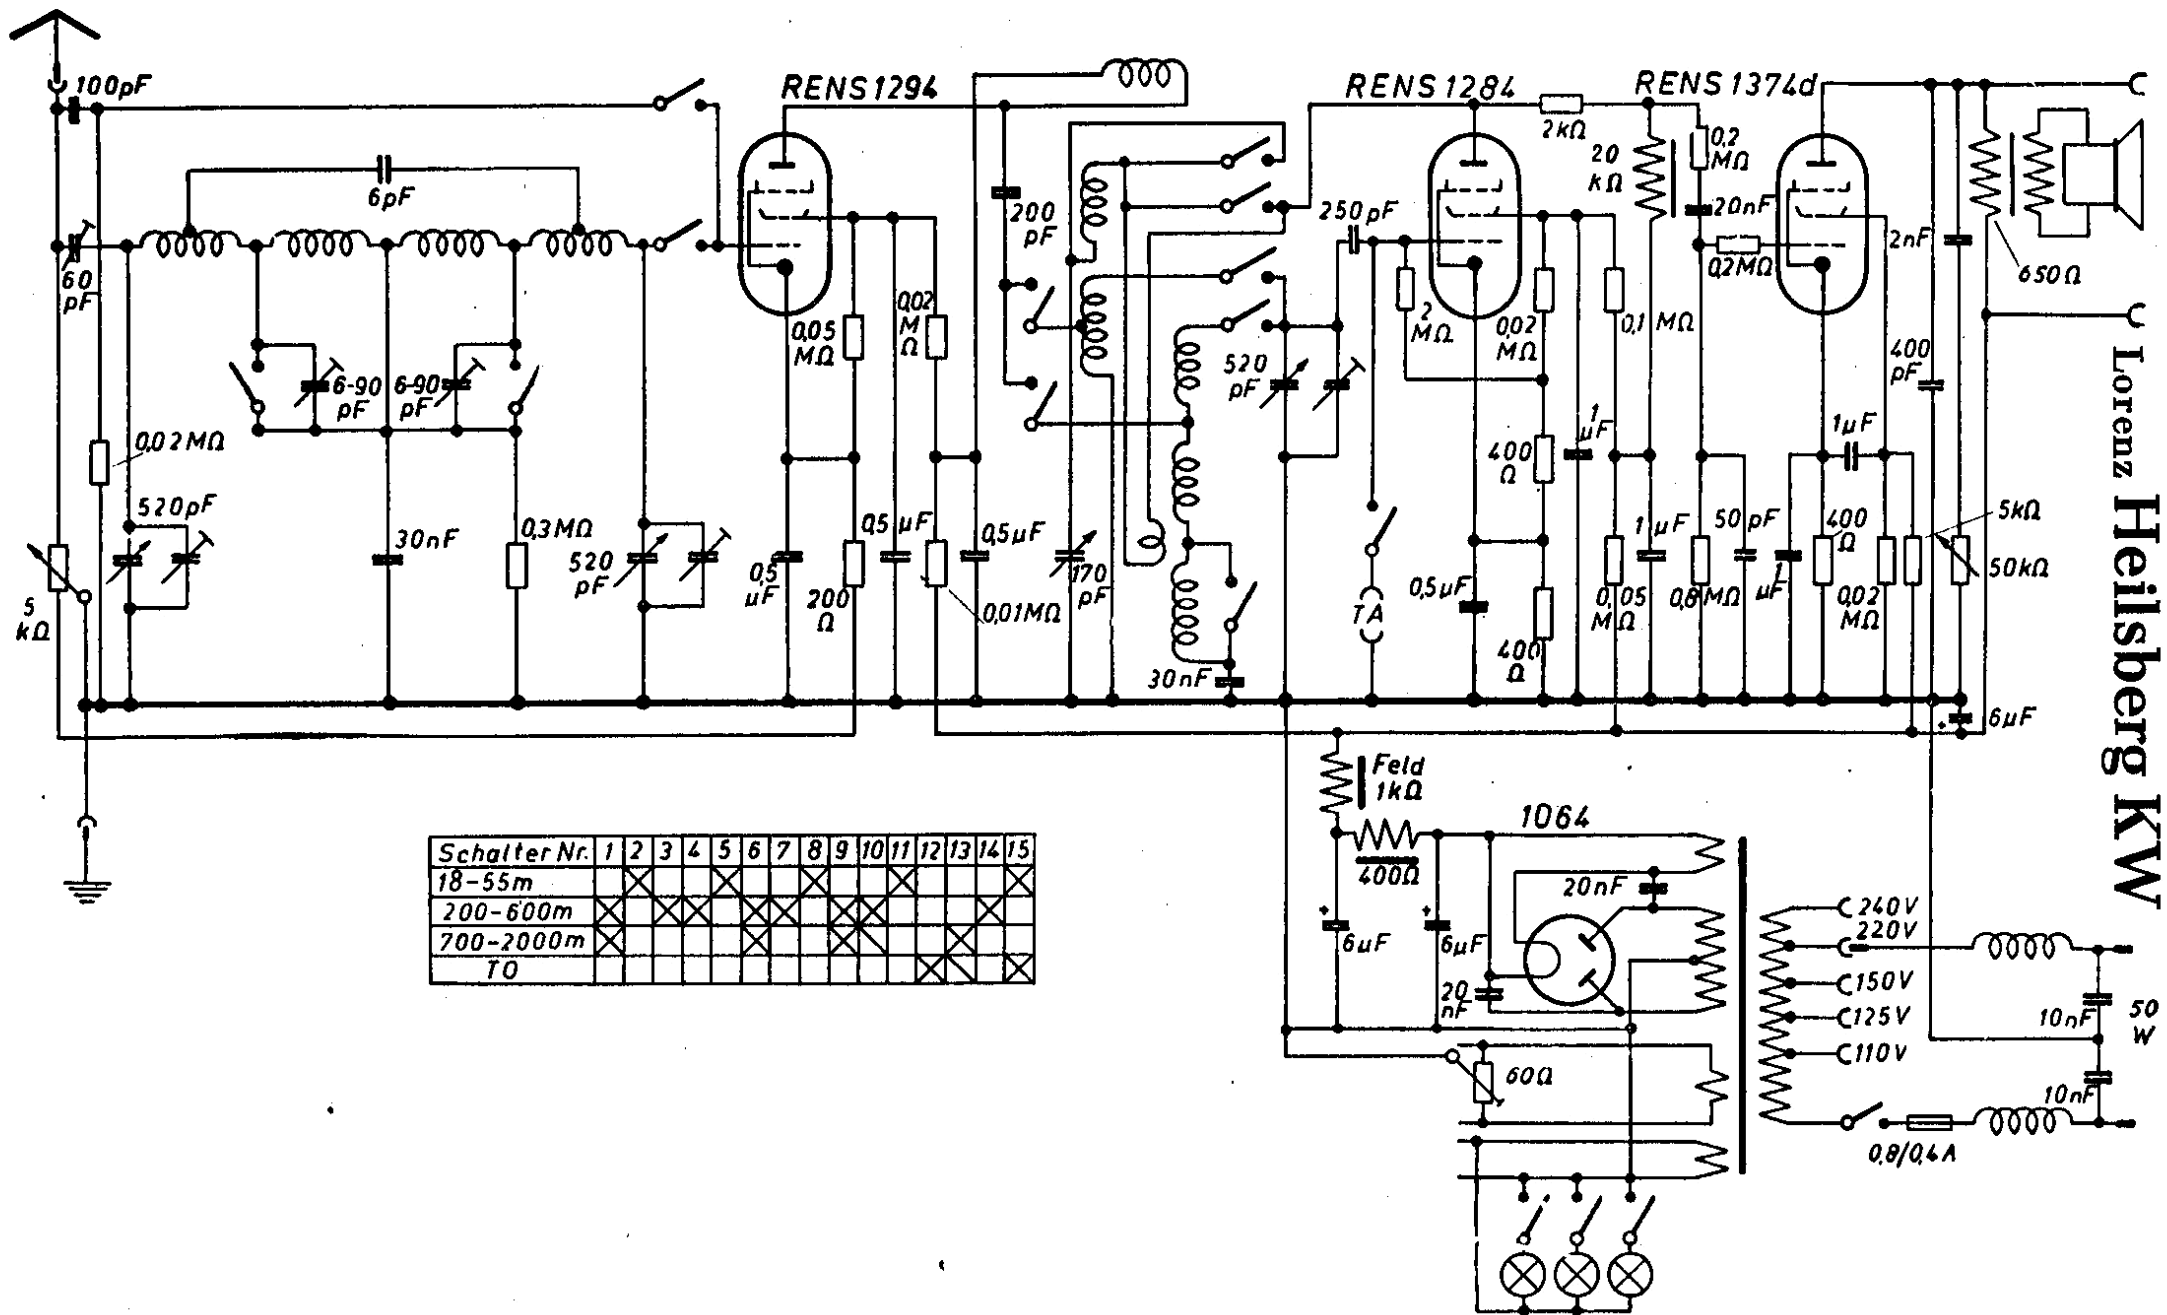 100pF
RENS1294
RENS1284
RENS1374d
2kΩ
20
kΩ
0,2
MΩ
6pF
200
pF
250pF
20nF
2nF
60
pF
0,2MΩ
650Ω
0,05
MΩ
0,02
M
Ω
2
MΩ
0,02
MΩ
0,1 MΩ
520
pF
400
pF
6-90
pF
6-90
pF
0,02MΩ
1
µF
1µF
400
Ω
520pF
30nF
0,3MΩ
520
pF
0,5 µF
0,5µF
1 µF
50 pF
400
Ω
5kΩ
50kΩ
5
kΩ
0,5
µF
200
Ω
0,01MΩ
170
pF
TA
0,5µF
0,05
MΩ
0,8MΩ
1
µF
0,02
MΩ
400
Ω
30nF
6µF
Lorenz Heilsberg KW
Feld
1kΩ
400Ω
1064
20nF
6µF
6µF
20
nF
240V
220V
150V
125V
110V
10nF
50
W
10nF
60Ω
0,8/0,4A
Schalter Nr. 1 2 3 4 5 6 7 8 9 10 11 12 13 14 15
18-55m
200-600m
700-2000m
TO